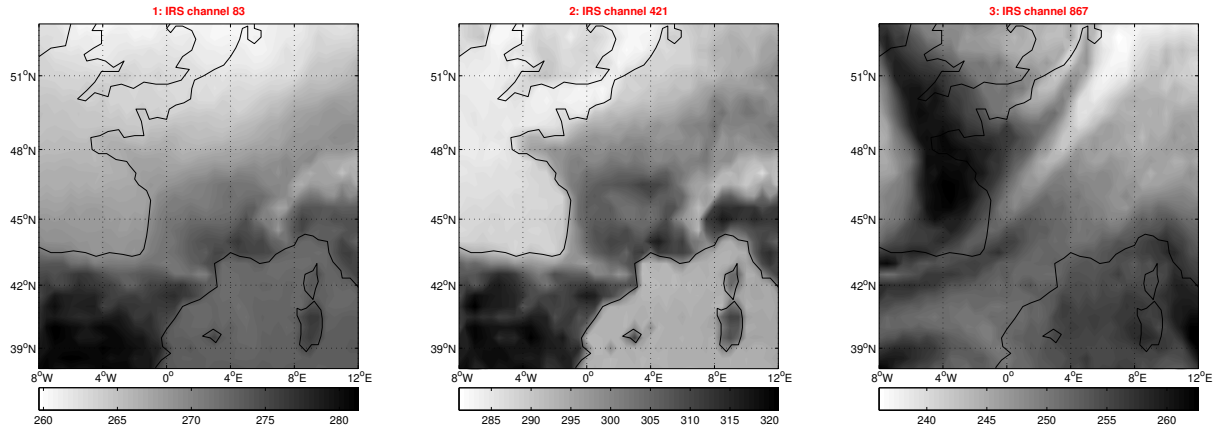 1: IRS channel 83
51°N
48°N
45°N
42°N
39°N
8°W 4°W 0° 4°E 8°E 12°E
260 265 270 275 280
2: IRS channel 421
51°N
48°N
45°N
42°N
39°N
8°W 4°W 0° 4°E 8°E 12°E
285 290 295 300 305 310 315 320
3: IRS channel 867
51°N
48°N
45°N
42°N
39°N
8°W 4°W 0° 4°E 8°E 12°E
240 245 250 255 260